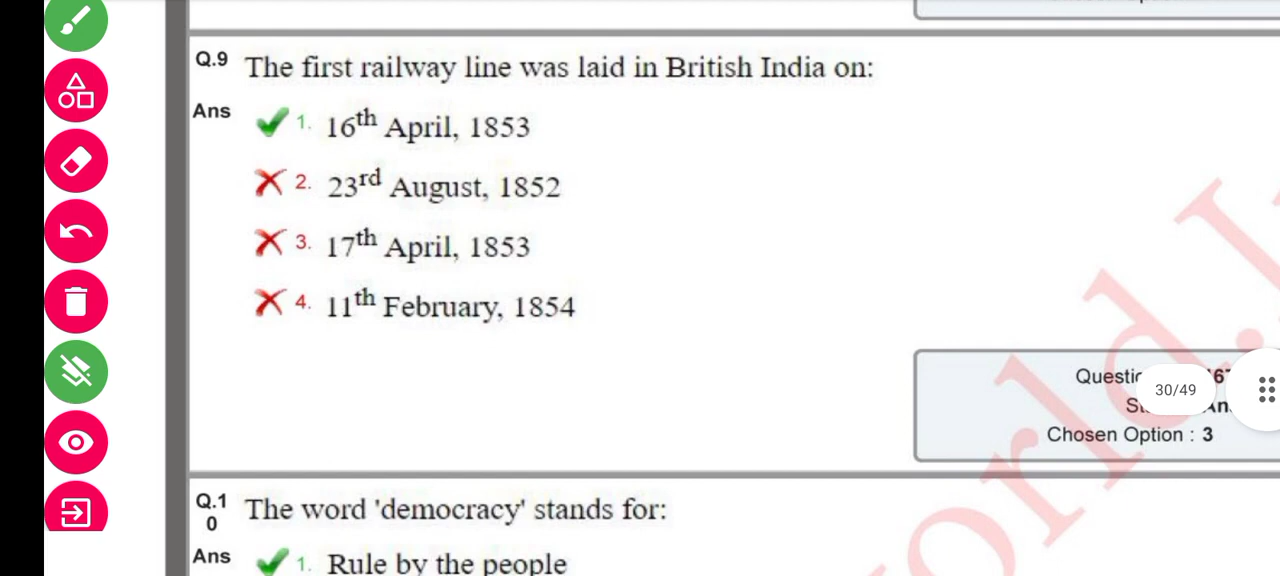 Q.9 The first railway line was laid in British India on:
Ans 1. 16th April, 1853
2. 23rd August, 1852
3. 17th April, 1853
4. 11th February, 1854
30/49
Chosen Option : 3
Q.10 The word 'democracy' stands for:
Ans 1. Rule by the people